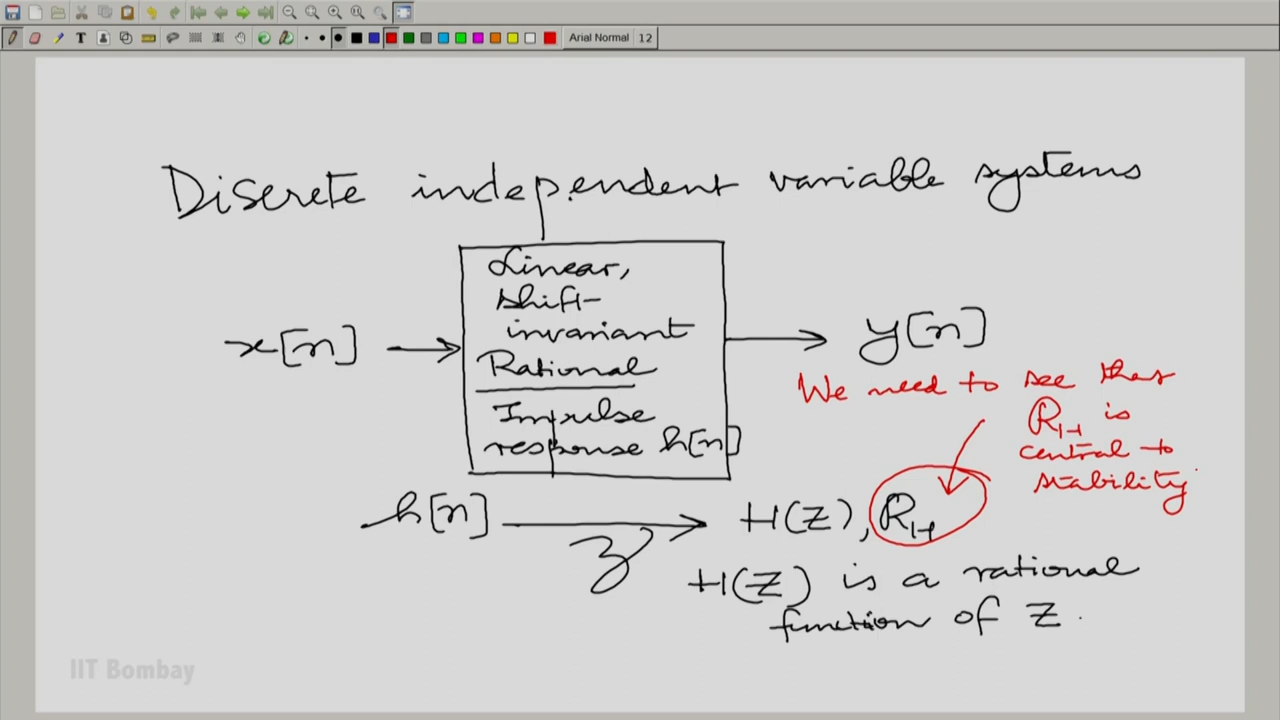 Arial Normal 12
Discrete independent variable systems
Linear,
shift-
invariant
Rational
Impulse
response h[n]
x[n]
y[n]
We need to see that
R_H is
central to
stability
h[n]
Z
H(Z), R_H
H(Z) is a rational
function of Z.
IIT Bombay